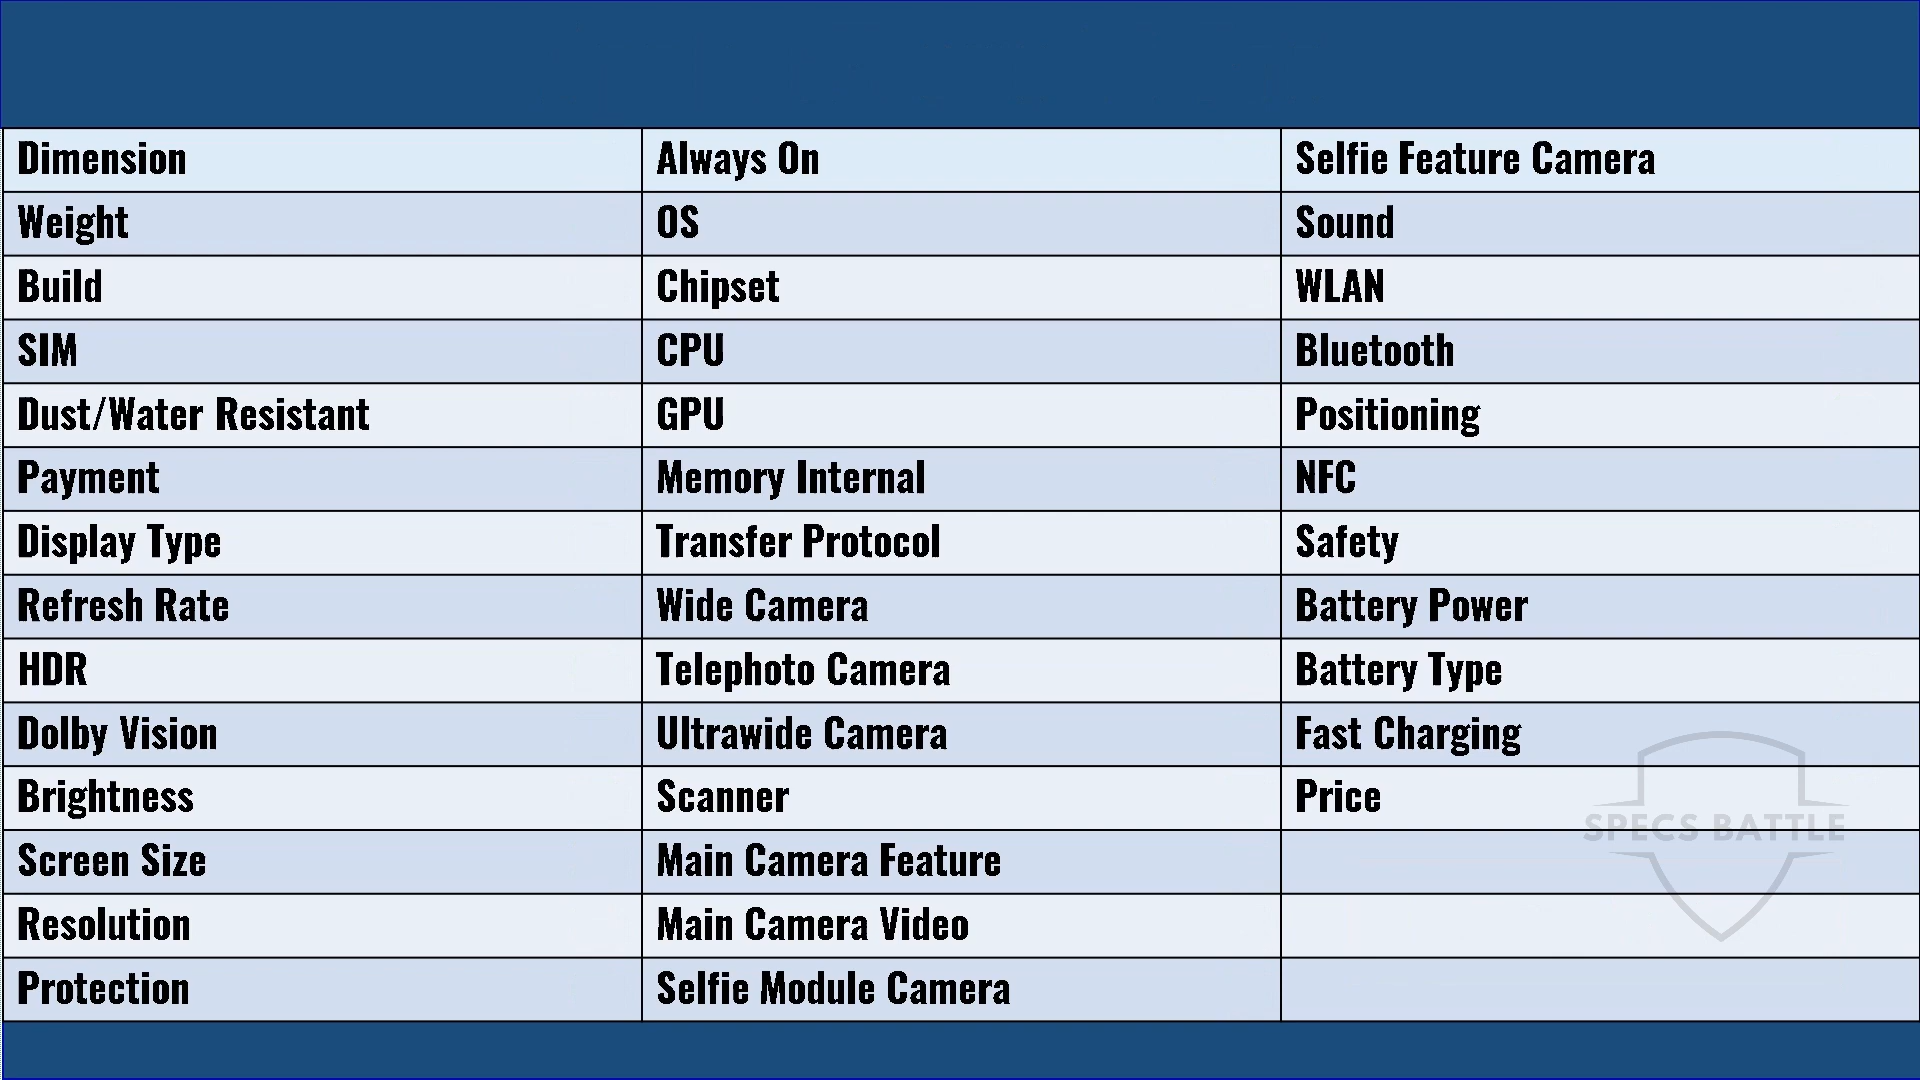 Dimension
Weight
Build
SIM
Dust/Water Resistant
Payment
Display Type
Refresh Rate
HDR
Dolby Vision
Brightness
Screen Size
Resolution
Protection
Always On
OS
Chipset
CPU
GPU
Memory Internal
Transfer Protocol
Wide Camera
Telephoto Camera
Ultrawide Camera
Scanner
Main Camera Feature
Main Camera Video
Selfie Module Camera
Selfie Feature Camera
Sound
WLAN
Bluetooth
Positioning
NFC
Safety
Battery Power
Battery Type
Fast Charging
Price
SPECS BATTLE